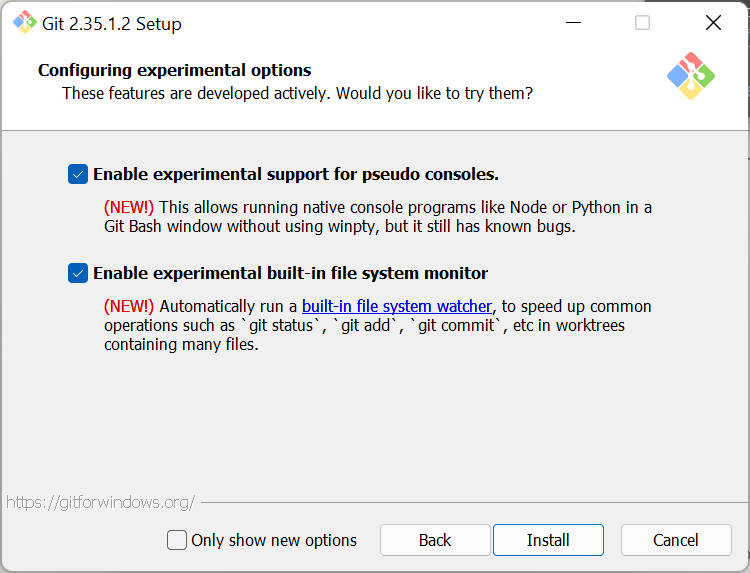 Git 2.35.1.2 Setup
Configuring experimental options
These features are developed actively. Would you like to try them?
Enable experimental support for pseudo consoles.
(NEW!) This allows running native console programs like Node or Python in a
Git Bash window without using winpty, but it still has known bugs.
Enable experimental built-in file system monitor
(NEW!) Automatically run a built-in file system watcher, to speed up common
operations such as `git status`, `git add`, `git commit`, etc in worktrees
containing many files.
https://gitforwindows.org/
Only show new options
Back
Install
Cancel